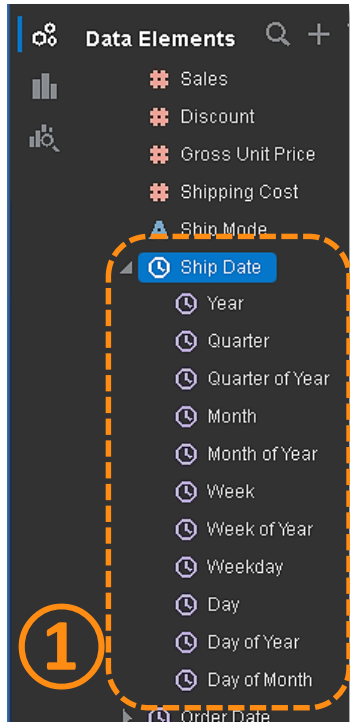 Data Elements
# Sales
# Discount
# Gross Unit Price
# Shipping Cost
A Ship Mode
Ship Date
Year
Quarter
Quarter of Year
Month
Month of Year
Week
Week of Year
Weekday
Day
Day of Year
Day of Month
1
Order Date